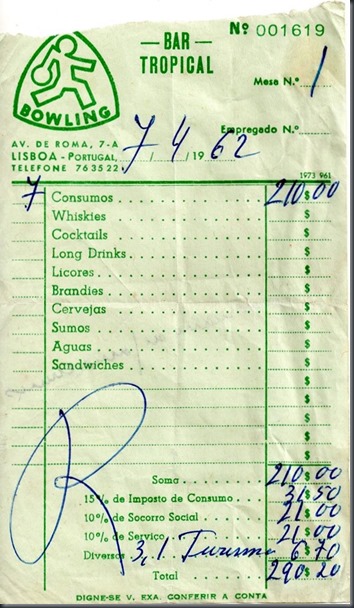 BOWLING
— BAR —
TROPICAL
Nº 001619
Mesa N.º 1
Empregado N.º
AV. DE ROMA, 7-A
LISBOA - PORTUGAL, 7 / 4 / 1962
TELEFONE 763522
1973 961
7 Consumos 210$00
Whiskies $
Cocktails $
Long Drinks $
Licores $
Brandies $
Cervejas $
Sumos $
Aguas $
Sandwiches $
$
$
$
$
$
Soma 210$00
15% de Imposto de Consumo 31$50
10% de Socorro Social 21$00
10% de Serviço 21$00
Diversos 3% I. Turismo 6$70
Total 290$20
DIGNE-SE V. EXA. CONFERIR A CONTA